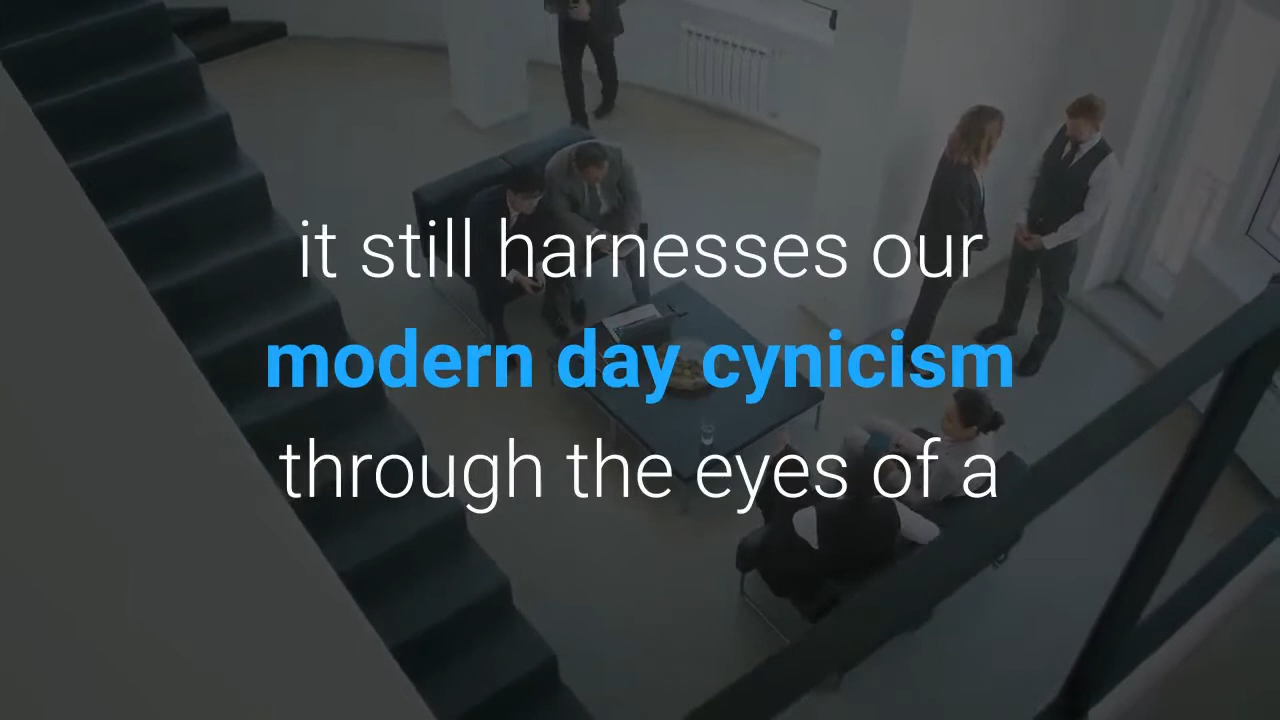 it still harnesses our
modern day cynicism
through the eyes of a